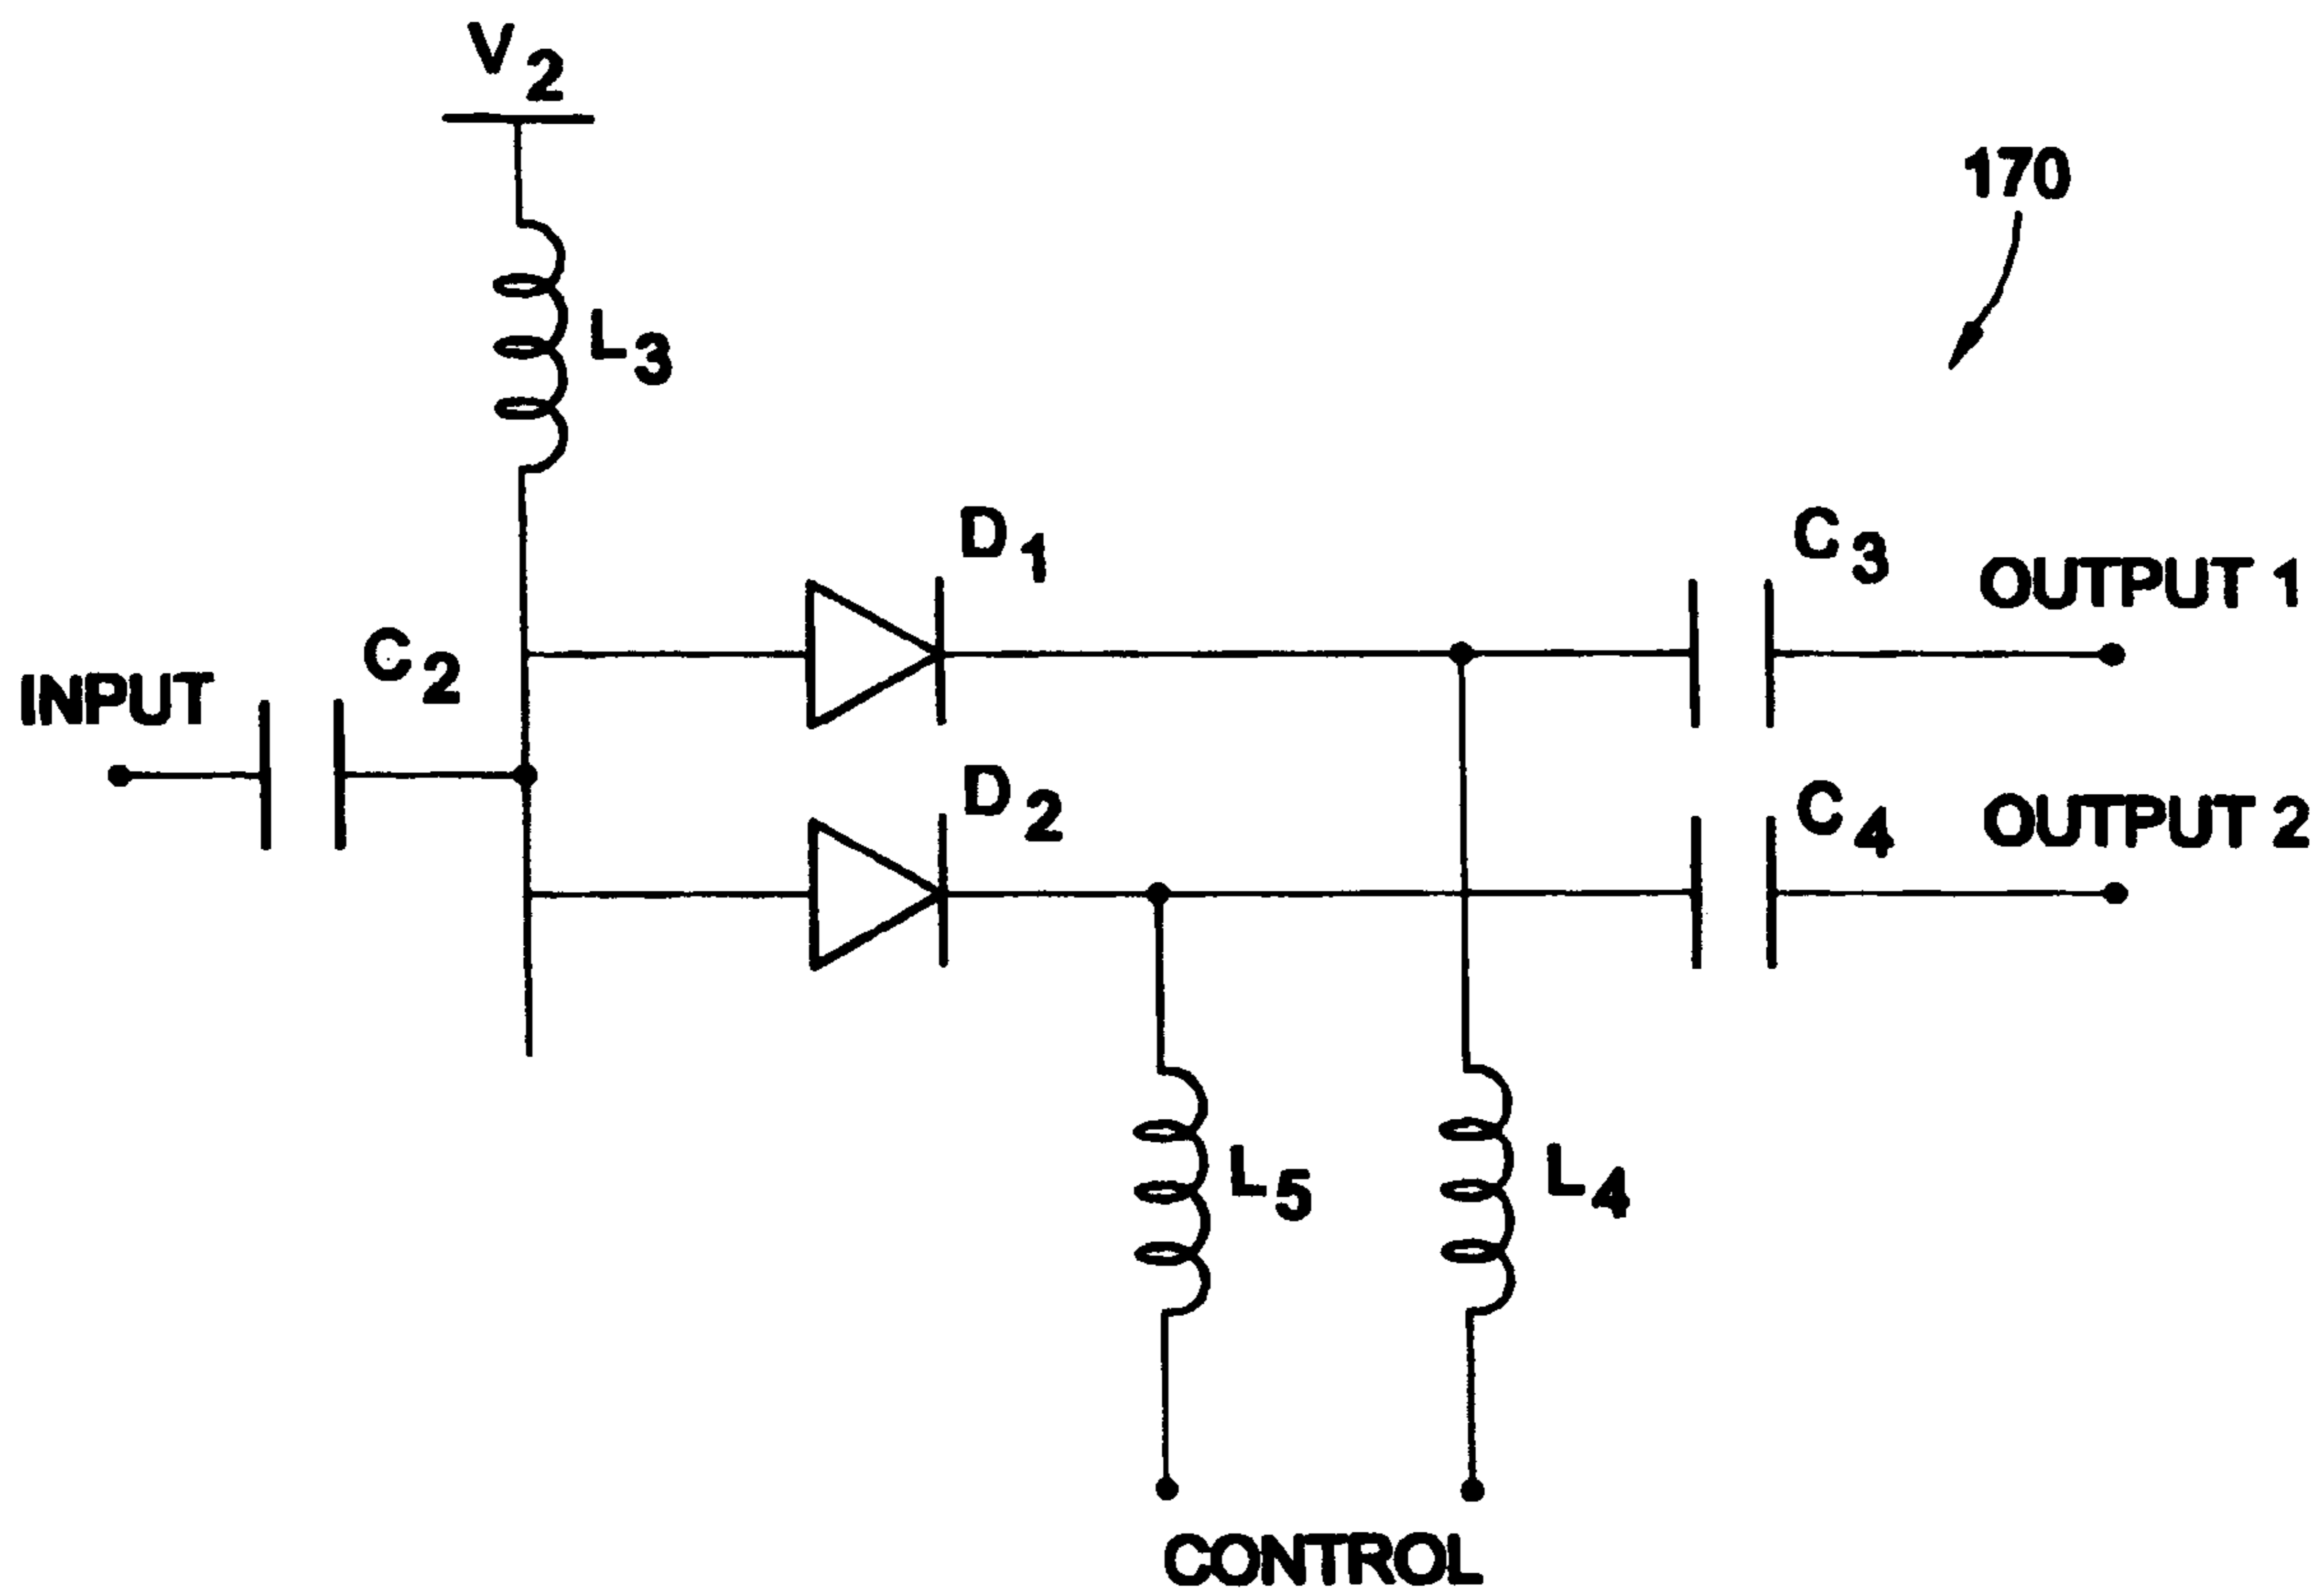 V2
170
L3
D1
C3
OUTPUT 1
C2
INPUT
D2
C4
OUTPUT 2
L5
L4
CONTROL